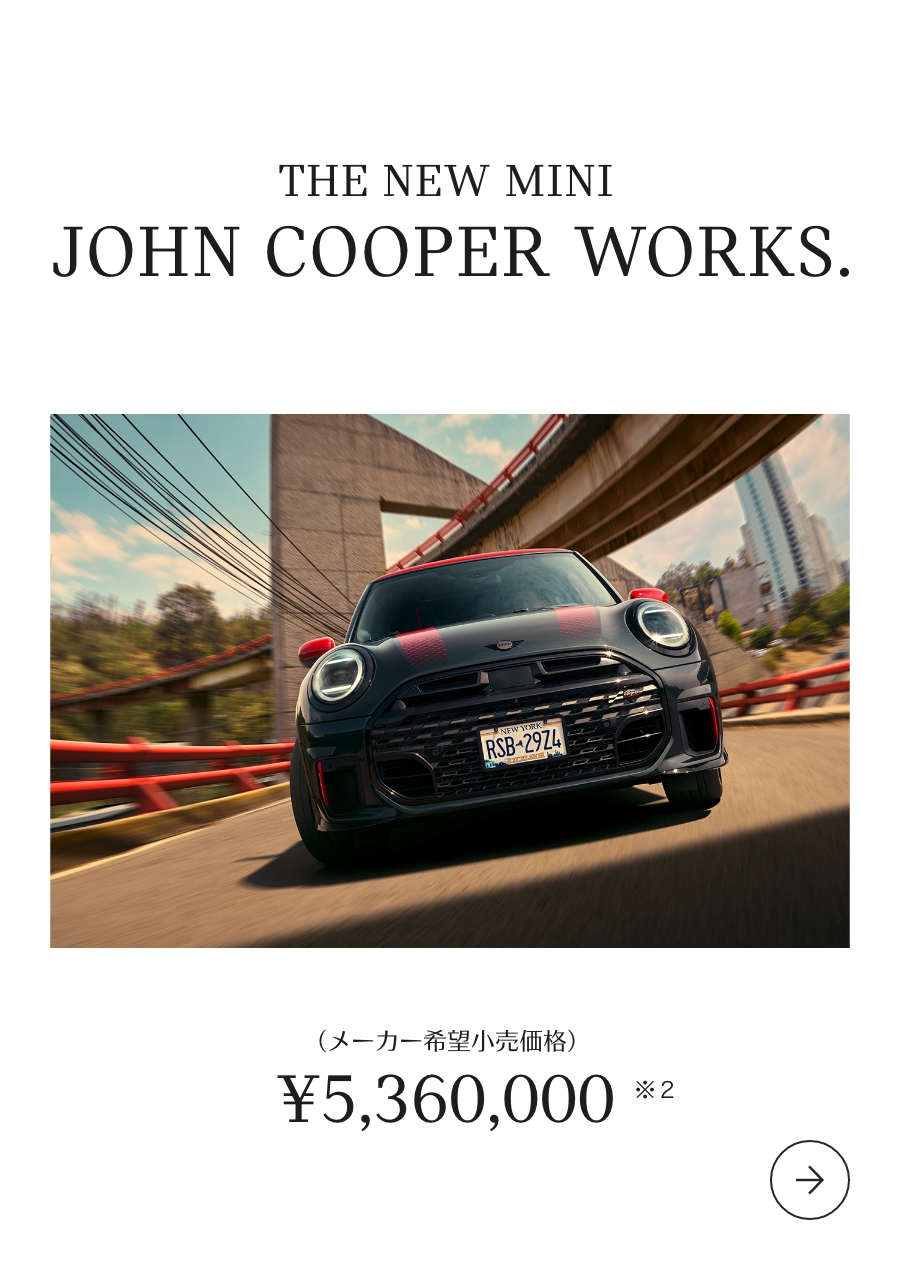 THE NEW MINI
JOHN COOPER WORKS.
NEW YORK
RSB-29Z4
EXCELSIOR
（メーカー希望小売価格）
¥5,360,000 ※2